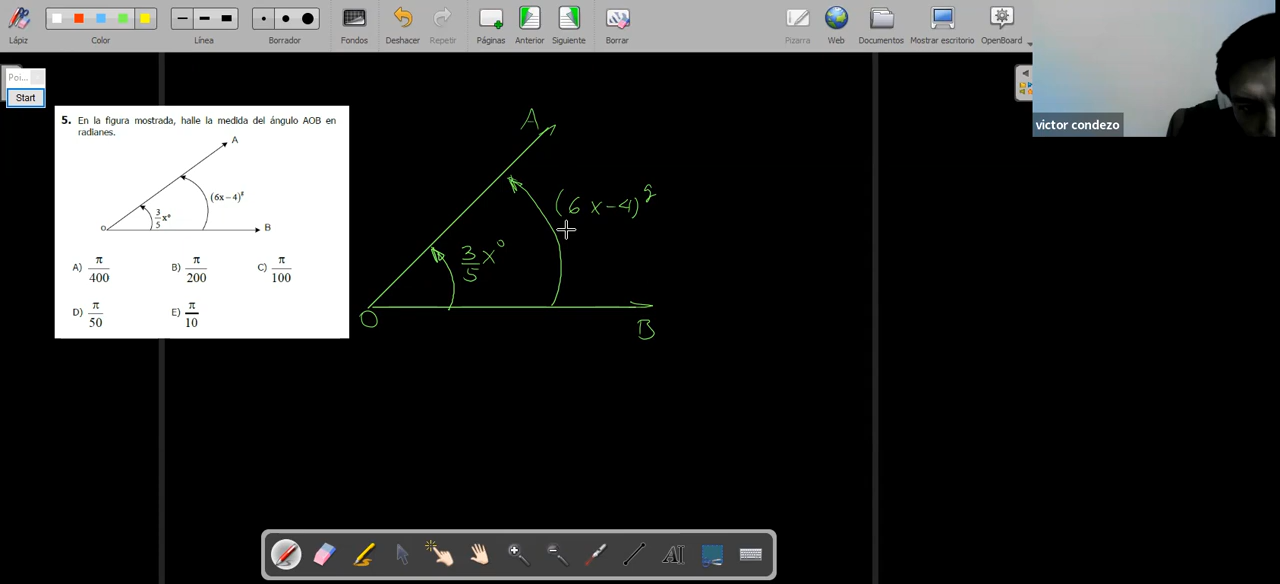 Lápiz
Color
Línea
Borrador
Fondos
Deshacer
Repetir
Páginas
Anterior
Siguiente
Borrar
Pizarra
Web
Documentos
Mostrar escritorio
OpenBoard
Poi...
Start
victor condezo
5. En la figura mostrada, halle la medida del ángulo AOB en
radianes.
A
(6x−4)ᵍ
3/5 x°
O
B
A) π/400
B) π/200
C) π/100
D) π/50
E) π/10
A
(6x−4)ᵍ
3/5 x°
O
B
AI